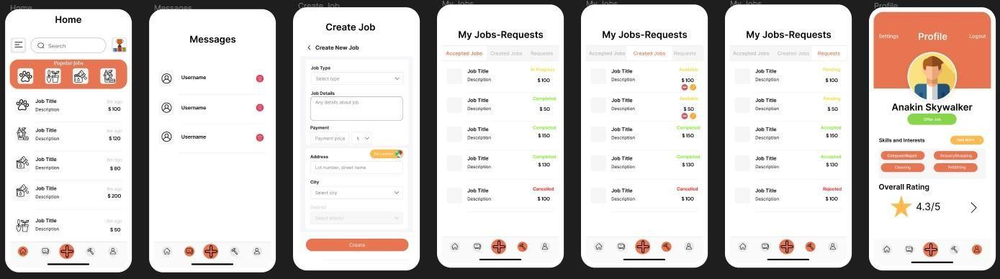 Home
Home
Search
Popular Jobs
Job Title
8m ago
Description
$ 100
Job Title
8m ago
Description
$ 120
Job Title
8m ago
Description
$ 80
Job Title
8m ago
Description
$ 200
Job Title
8m ago
Description
$ 50
Messages
Messages
Username
Username
Username
Create Job
Create Job
Create New Job
Job Type
Select type
Job Details
Any details about job
Payment
Payment price
Address
Get Location
Lot number, street name
City
Select city
District
Select district
Create
My Jobs
My Jobs-Requests
Accepted Jobs
Created Jobs
Requests
Job Title
In Progress
Description
$ 100
Job Title
Completed
Description
$ 50
Job Title
Completed
Description
$ 150
Job Title
Completed
Description
$ 130
Job Title
Cancelled
Description
$ 100
My Jobs
My Jobs-Requests
Accepted Jobs
Created Jobs
Requests
Job Title
Available
Description
$ 100
Job Title
Available
Description
$ 50
Job Title
Completed
Description
$ 150
Job Title
Completed
Description
$ 130
Job Title
Cancelled
Description
$ 100
My Jobs
My Jobs-Requests
Accepted Jobs
Created Jobs
Requests
Job Title
Pending
Description
$ 100
Job Title
Pending
Description
$ 50
Job Title
Accepted
Description
$ 150
Job Title
Accepted
Description
$ 130
Job Title
Rejected
Description
$ 100
Profile
Settings
Profile
Logout
Anakin Skywalker
Offer Job
Skills and Interests
Add More
ComputerRepair
GroceryShopping
Cleaning
PetSitting
Overall Rating
4.3/5